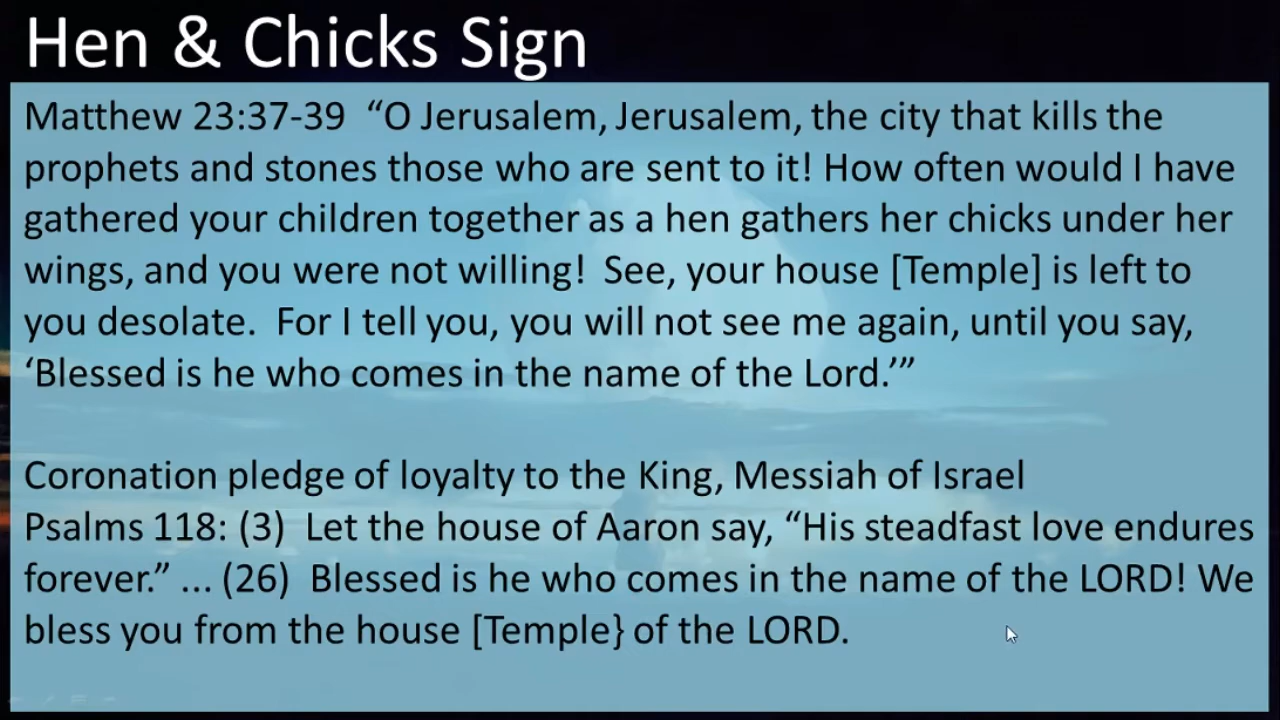 Hen & Chicks Sign
Matthew 23:37-39  “O Jerusalem, Jerusalem, the city that kills the
prophets and stones those who are sent to it! How often would I have
gathered your children together as a hen gathers her chicks under her
wings, and you were not willing!  See, your house [Temple] is left to
you desolate.  For I tell you, you will not see me again, until you say,
‘Blessed is he who comes in the name of the Lord.’”
Coronation pledge of loyalty to the King, Messiah of Israel
Psalms 118: (3)  Let the house of Aaron say, “His steadfast love endures
forever.” ... (26)  Blessed is he who comes in the name of the LORD! We
bless you from the house [Temple} of the LORD.